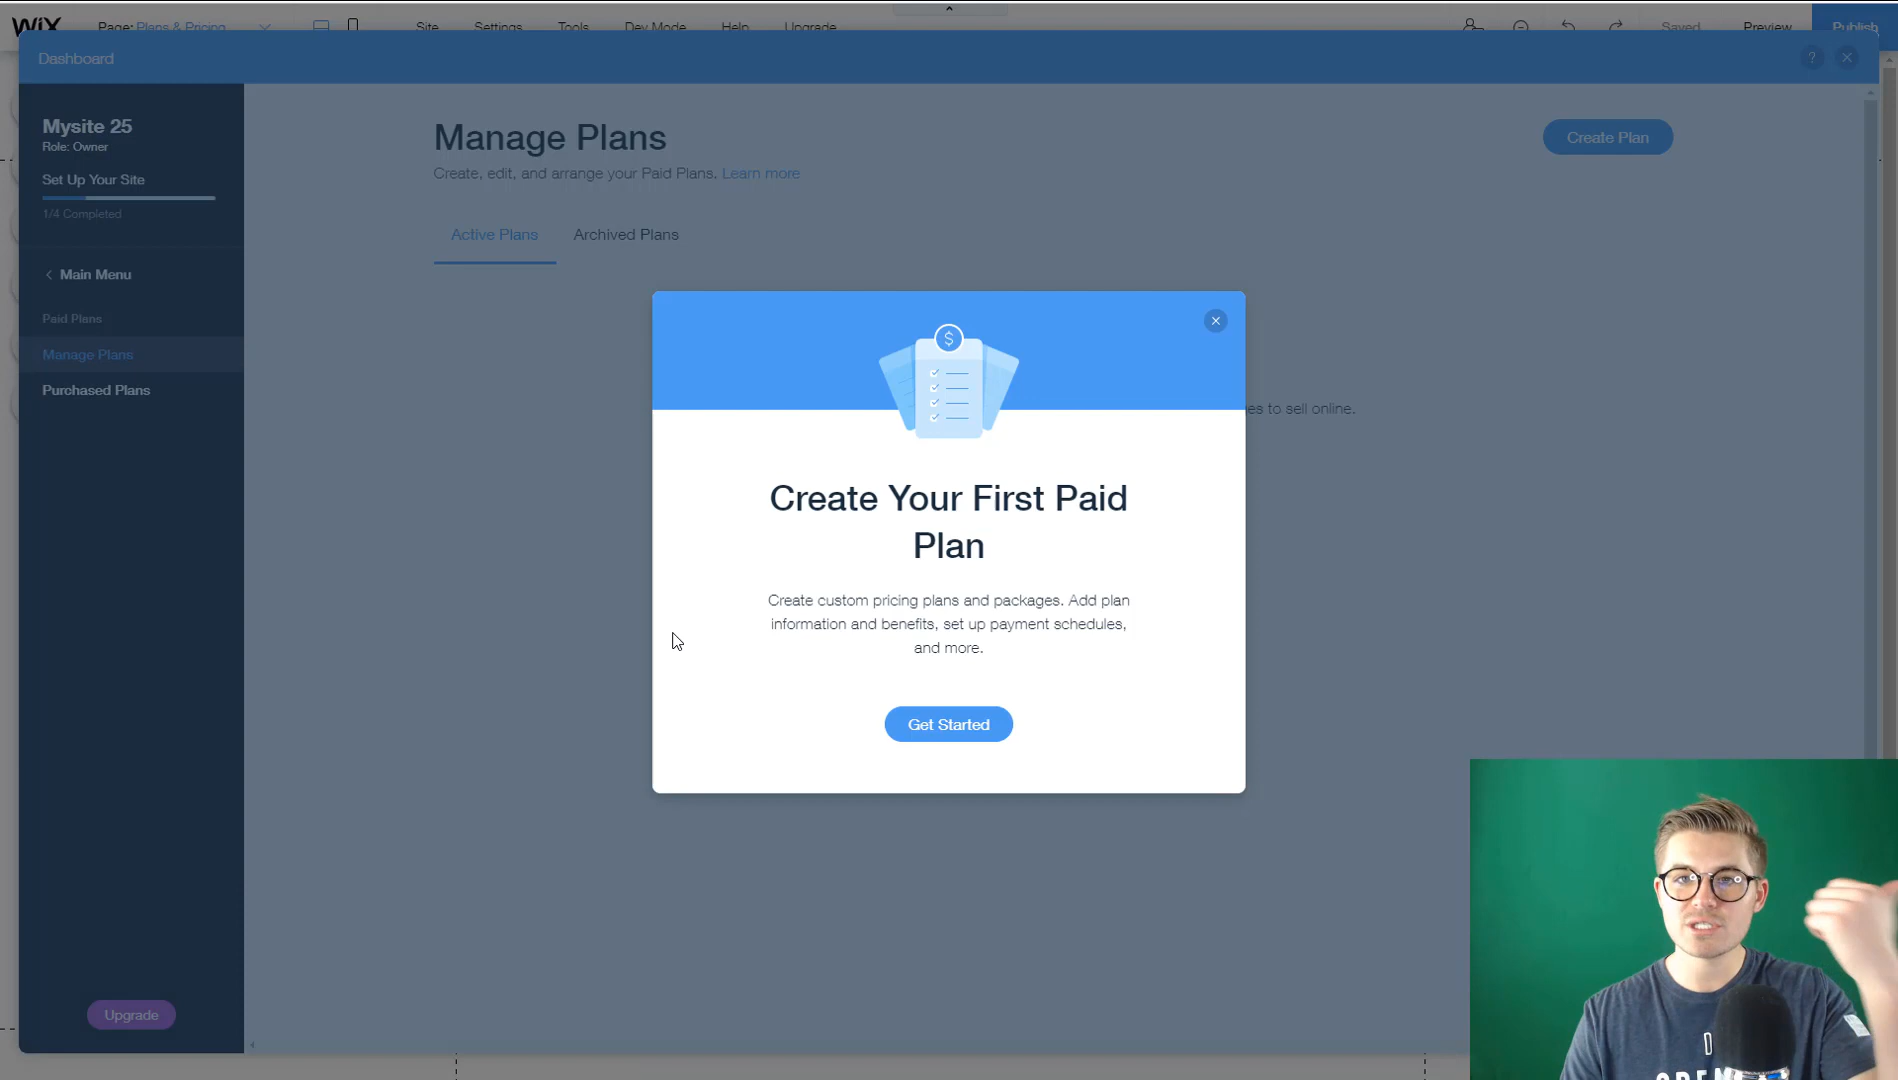 WIX Page: Plans & Pricing Site Settings Tools Dev Mode Help Upgrade Saved Preview Publish
Dashboard ?
Mysite 25
Role: Owner
Set Up Your Site
1/4 Completed
< Main Menu
Paid Plans
Manage Plans
Purchased Plans
Upgrade
Manage Plans
Create, edit, and arrange your Paid Plans. Learn more
Create Plan
Active Plans Archived Plans
es to sell online.
$
Create Your First Paid
Plan
Create custom pricing plans and packages. Add plan
information and benefits, set up payment schedules,
and more.
Get Started